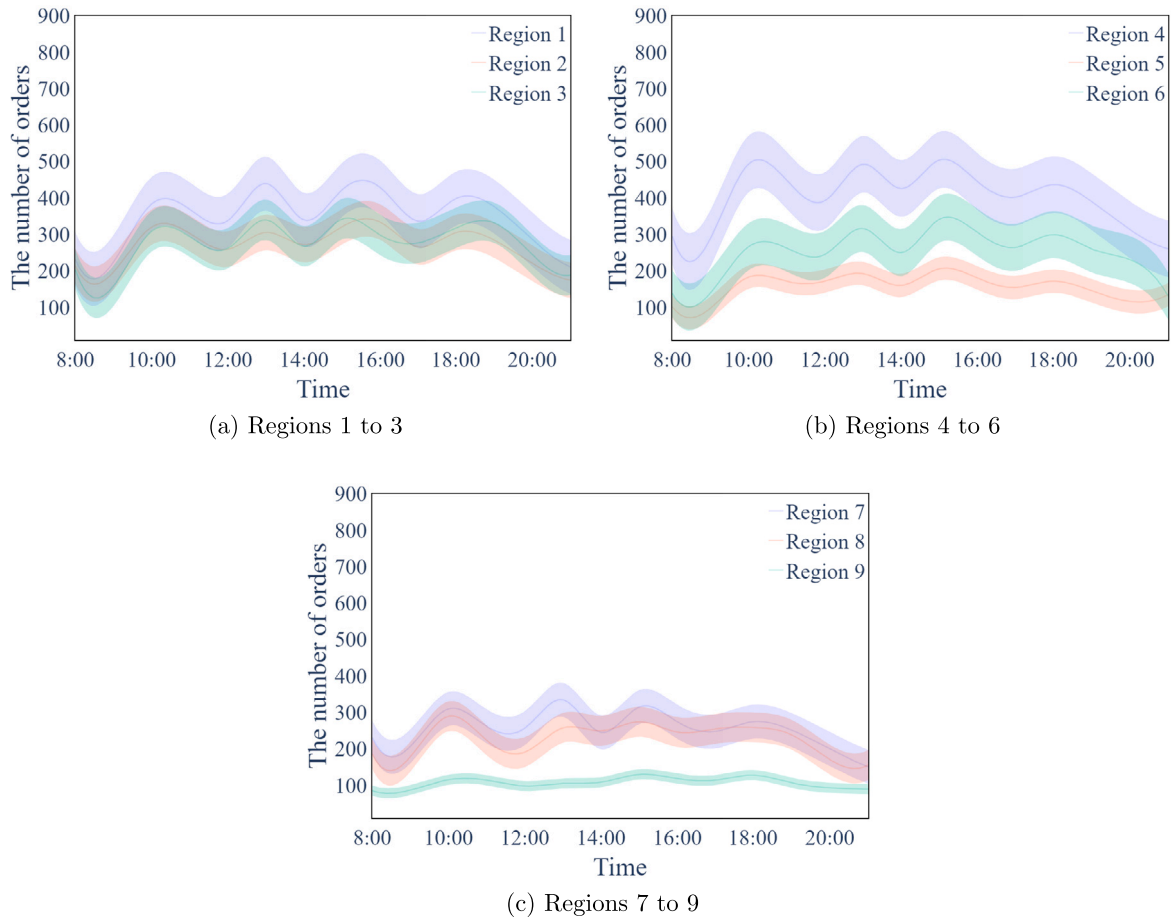 900
800
700
600
500
400
300
200
100
The number of orders
Region 1
Region 2
Region 3
8:00 10:00 12:00 14:00 16:00 18:00 20:00
Time
(a) Regions 1 to 3
900
800
700
600
500
400
300
200
100
The number of orders
Region 4
Region 5
Region 6
8:00 10:00 12:00 14:00 16:00 18:00 20:00
Time
(b) Regions 4 to 6
900
800
700
600
500
400
300
200
100
The number of orders
Region 7
Region 8
Region 9
8:00 10:00 12:00 14:00 16:00 18:00 20:00
Time
(c) Regions 7 to 9